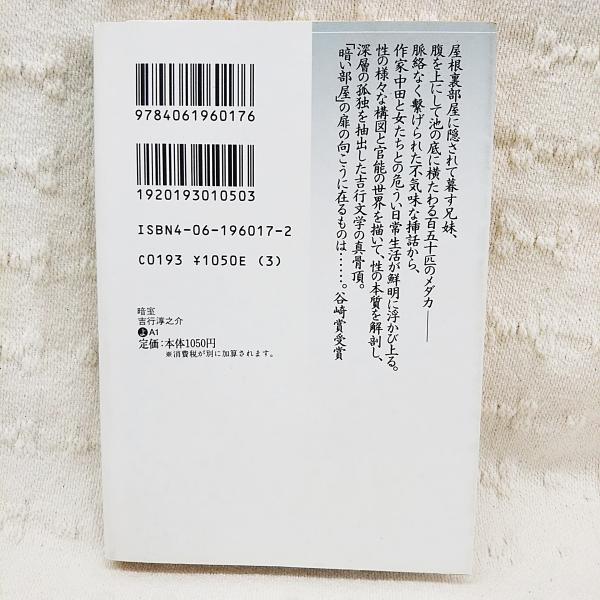 屋根裏部屋に隠されて暮す兄妹、
腹を上にして池の底に横たわる百五十匹のメダカ――
脈絡なく繋げられた不気味な挿話から、
作家中田と女たちとの危うい日常生活が鮮明に浮かび上る。
性の様々な構図と官能の世界を描いて、性の本質を解剖し、
深層の孤独を抽出した吉行文学の真骨頂。
「暗い部屋」の扉の向こうに在るものは……。谷崎賞受賞
9784061960176
1920193010503
ISBN4-06-196017-2
C0193 ¥1050E (3)
暗室
吉行淳之介
よA1
定価:本体1050円
※消費税が別に加算されます。